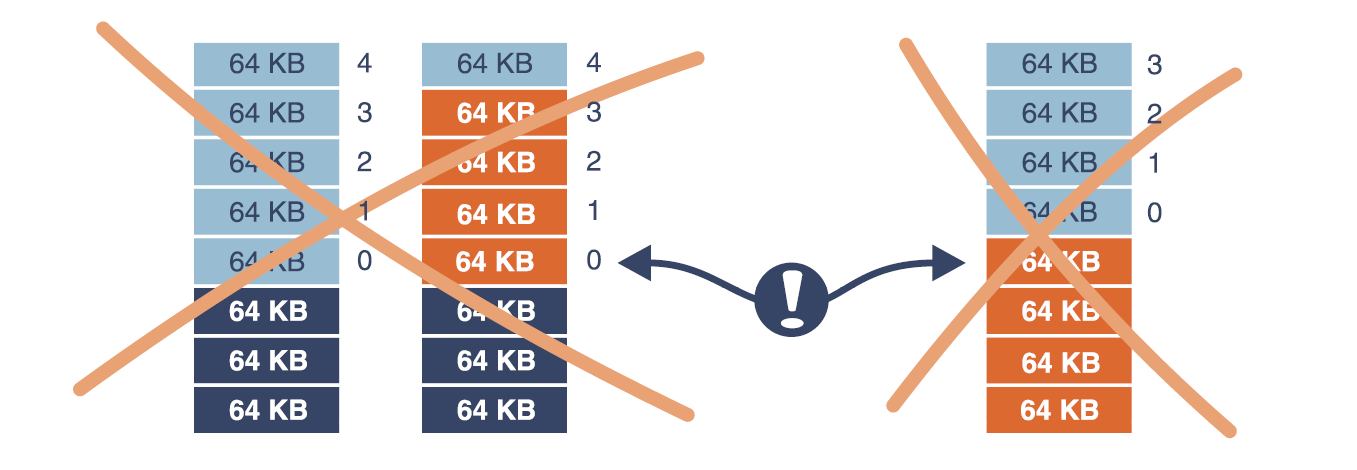 64 KB 4 64 KB 4 64 KB 3
64 KB 3 64 KB 3 64 KB 2
64 KB 2 64 KB 2 64 KB 1
64 KB 1 64 KB 1 64 KB 0
64 KB 0 64 KB 0 ! 64 KB
64 KB 64 KB 64 KB
64 KB 64 KB 64 KB
64 KB 64 KB 64 KB